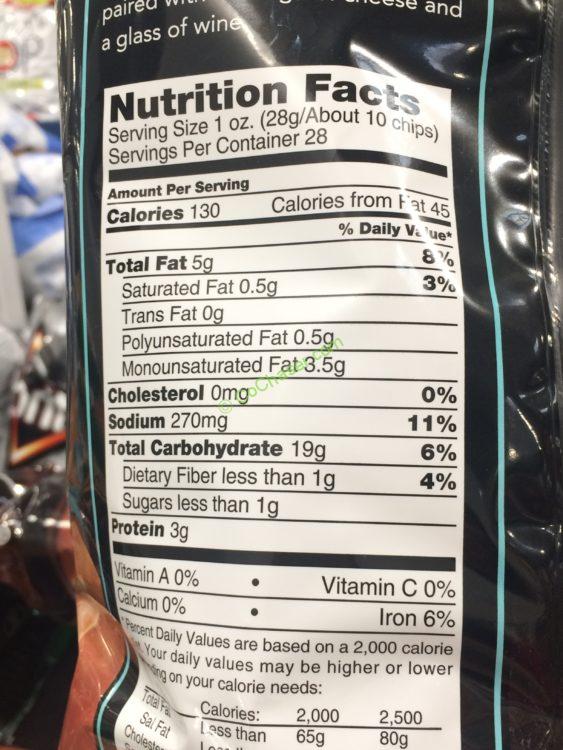 paired
cheese and
a glass of wine
Nutrition Facts
Serving Size 1 oz. (28g/About 10 chips)
Servings Per Container 28
Amount Per Serving
Calories 130 Calories from Fat 45
% Daily Value*
Total Fat 5g 8%
Saturated Fat 0.5g 3%
Trans Fat 0g
Polyunsaturated Fat 0.5g
Monounsaturated Fat 3.5g
Cholesterol 0mg 0%
Sodium 270mg 11%
Total Carbohydrate 19g 6%
Dietary Fiber less than 1g 4%
Sugars less than 1g
Protein 3g
Vitamin A 0% • Vitamin C 0%
Calcium 0% • Iron 6%
*Percent Daily Values are based on a 2,000 calorie
Your daily values may be higher or lower
on your calorie needs:
Calories: 2,000 2,500
Total Fat Less than 65g 80g
Sat Fat